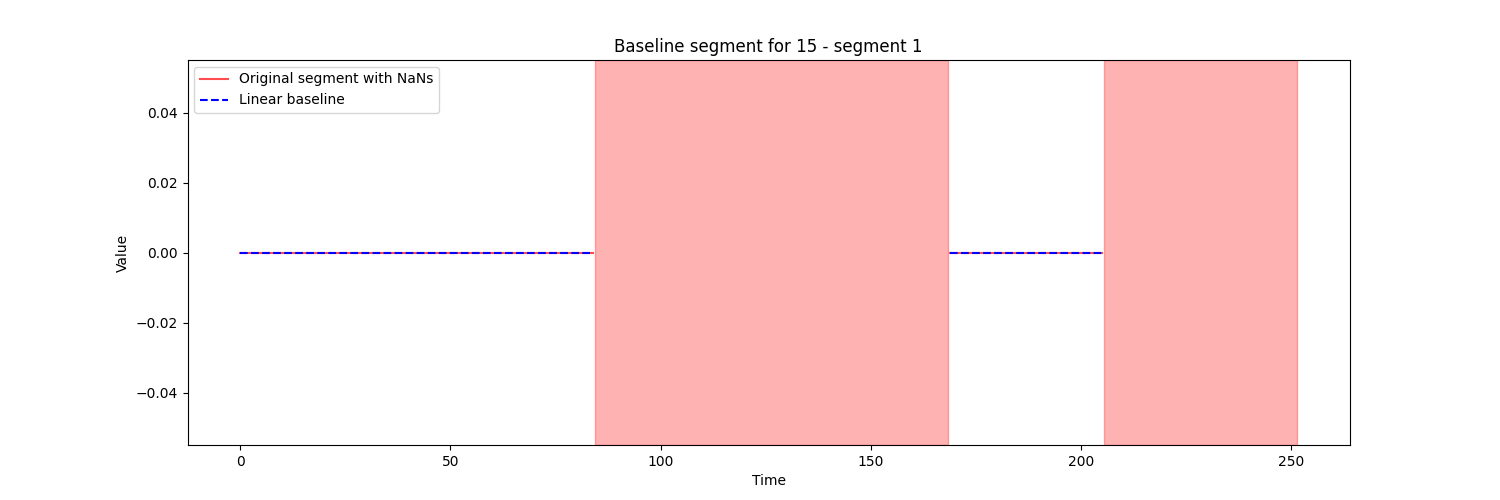 Baseline segment for 15 - segment 1
Original segment with NaNs
Linear baseline
0.04
0.02
0.00
−0.02
−0.04
Value
0 50 100 150 200 250
Time